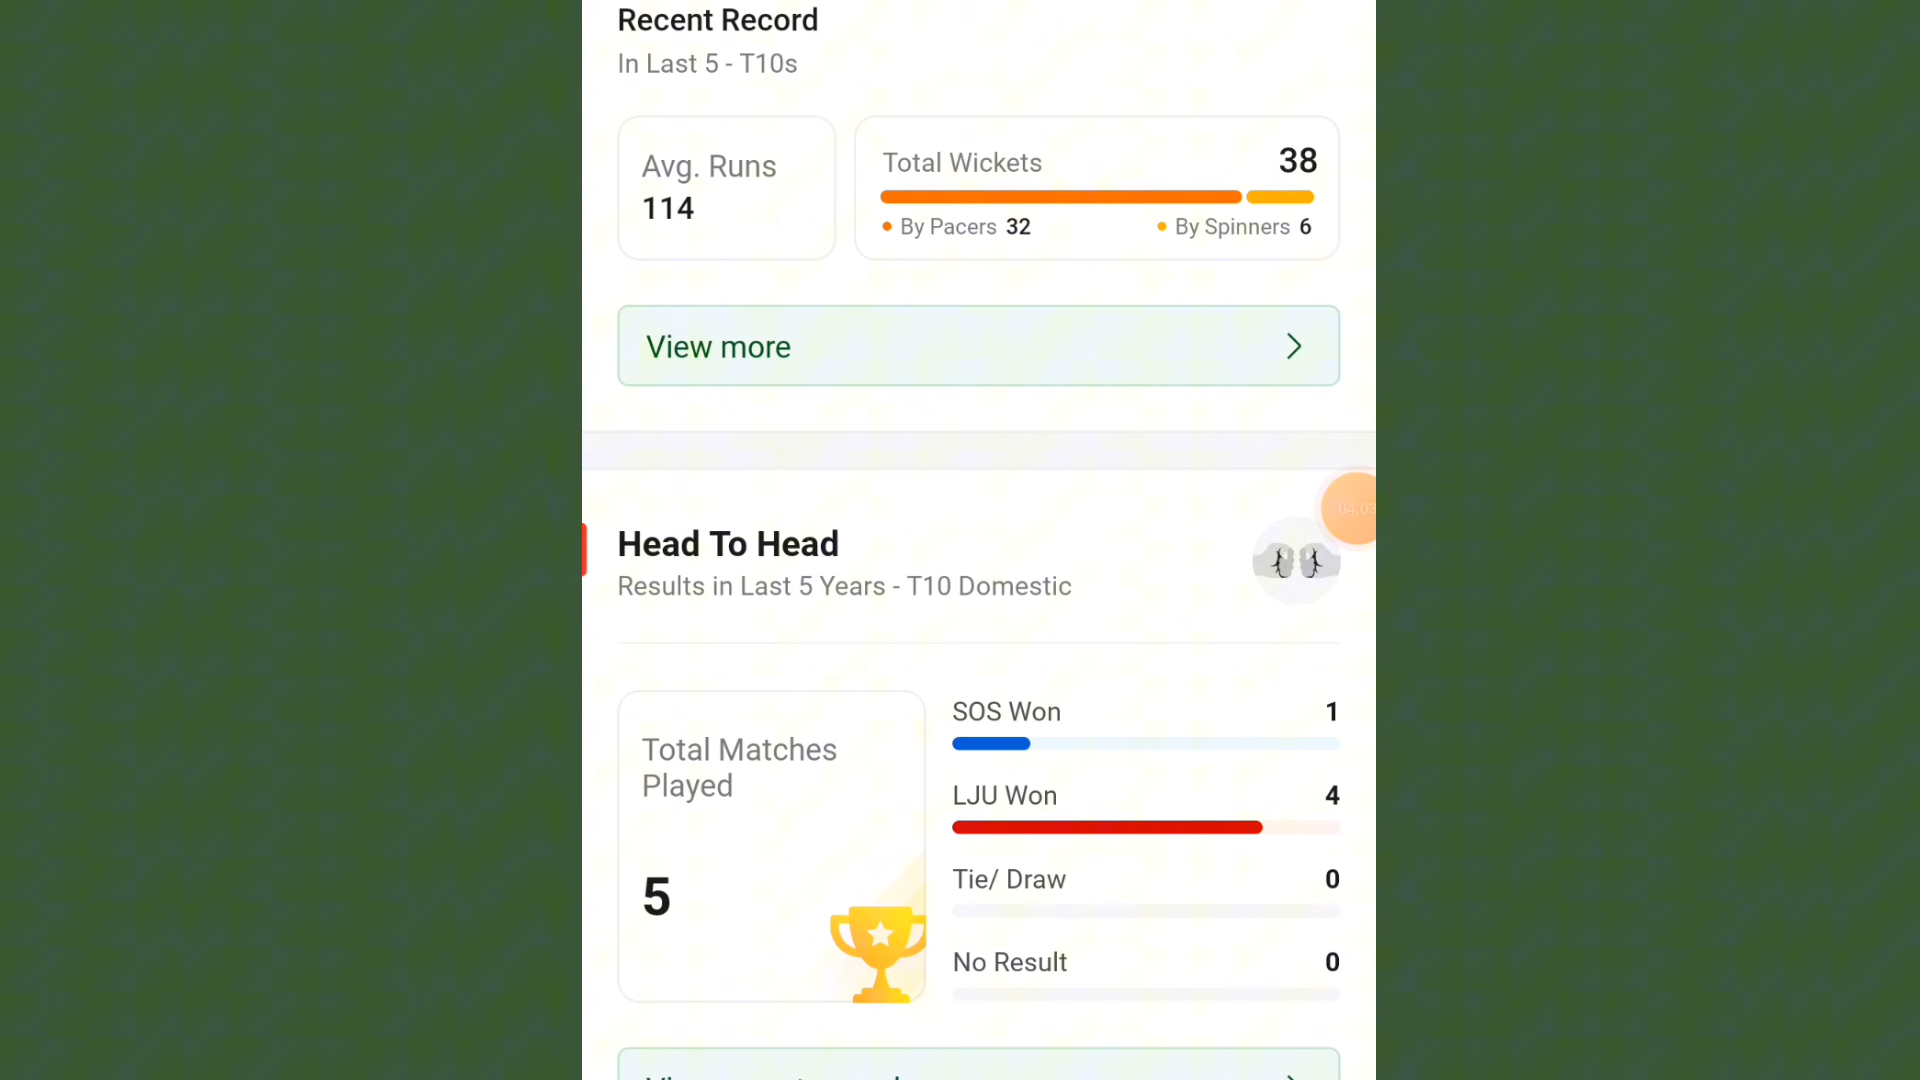 Recent Record
In Last 5 - T10s
Avg. Runs
114
Total Wickets 38
By Pacers 32 By Spinners 6
View more
04:03
Head To Head
Results in Last 5 Years - T10 Domestic
Total Matches
Played
5
SOS Won 1
LJU Won 4
Tie/ Draw 0
No Result 0